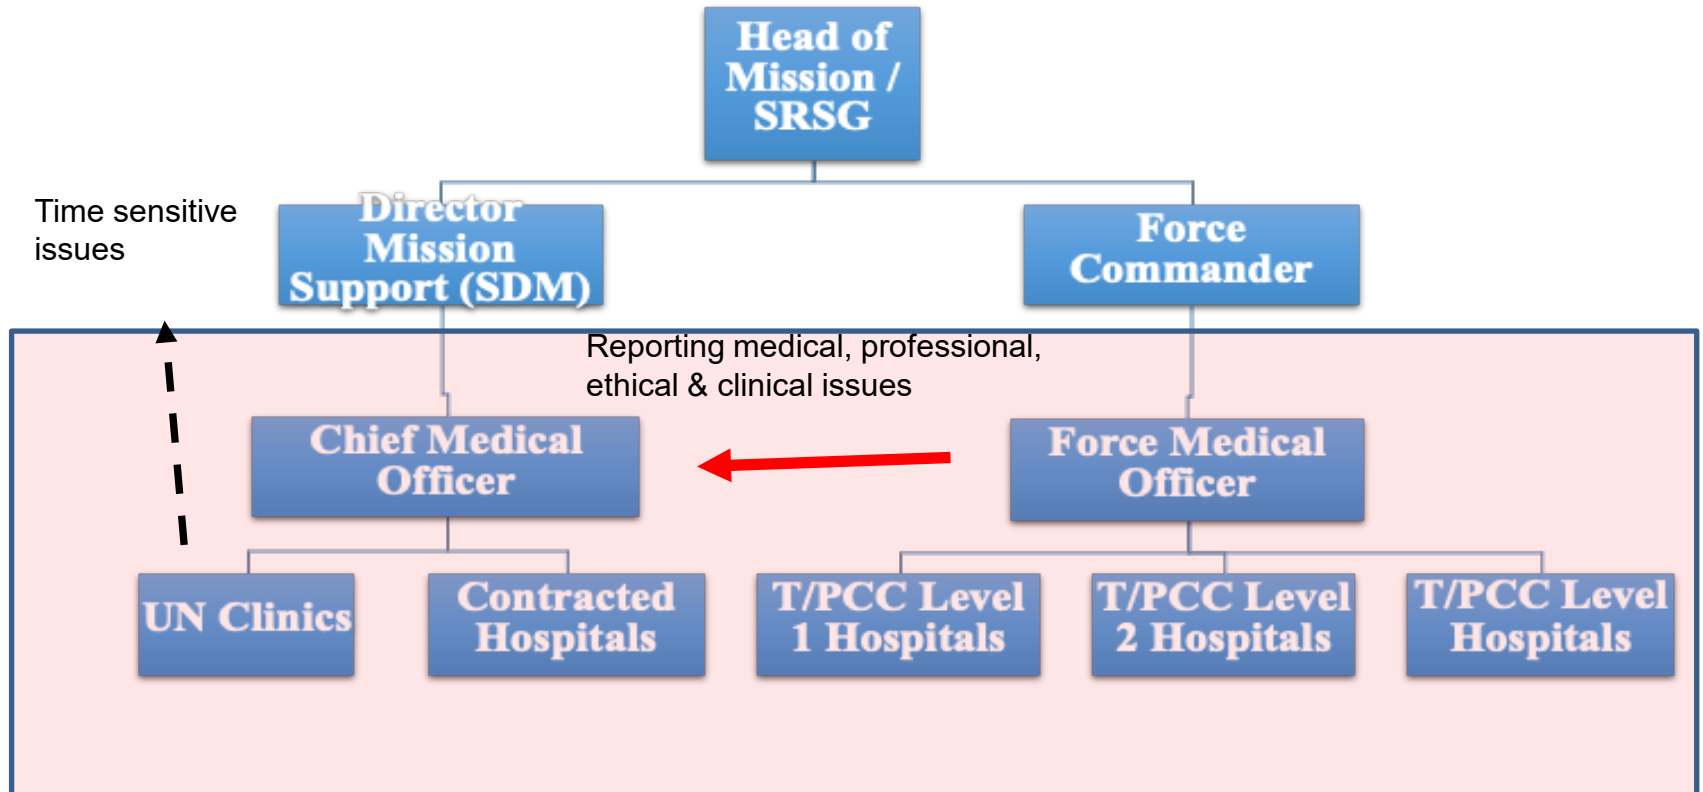 Head of
Mission /
SRSG
Time sensitive
issues
Director
Mission
Support (SDM)
Force
Commander
Reporting medical, professional,
ethical & clinical issues
Chief Medical
Officer
Force Medical
Officer
UN Clinics
Contracted
Hospitals
T/PCC Level
1 Hospitals
T/PCC Level
2 Hospitals
T/PCC Level
Hospitals